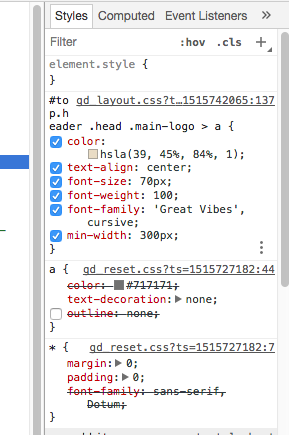 Styles Computed Event Listeners »
Filter :hov .cls +
element.style {
}
#to gd_layout.css?t…1515742065:137
p.h
eader .head .main-logo > a {
color:
hsla(39, 45%, 84%, 1);
text-align: center;
font-size: 70px;
font-weight: 100;
font-family: 'Great Vibes',
cursive;
min-width: 300px;
}
a { gd_reset.css?ts=1515727182:44
color: #717171;
text-decoration: none;
outline: none;
}
* { gd_reset.css?ts=1515727182:7
margin: 0;
padding: 0;
font-family: sans-serif,
Dotum;
}